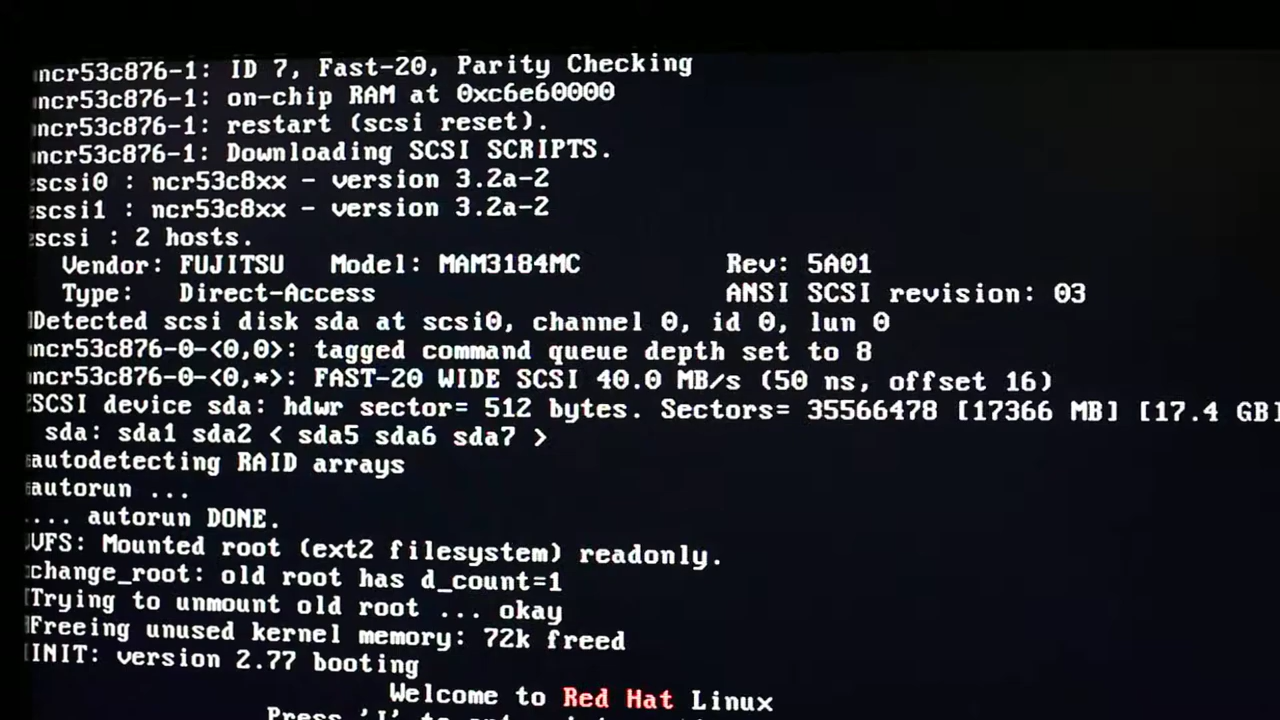 ncr53c876-1: ID 7, Fast-20, Parity Checking
ncr53c876-1: on-chip RAM at 0xc6e60000
ncr53c876-1: restart (scsi reset).
ncr53c876-1: Downloading SCSI SCRIPTS.
scsi0 : ncr53c8xx - version 3.2a-2
scsi1 : ncr53c8xx - version 3.2a-2
scsi : 2 hosts.
Vendor: FUJITSU Model: MAM3184MC Rev: 5A01
Type: Direct-Access ANSI SCSI revision: 03
Detected scsi disk sda at scsi0, channel 0, id 0, lun 0
ncr53c876-0-<0,0>: tagged command queue depth set to 8
ncr53c876-0-<0,*>: FAST-20 WIDE SCSI 40.0 MB/s (50 ns, offset 16)
SCSI device sda: hdwr sector= 512 bytes. Sectors= 35566478 [17366 MB] [17.4 GB]
sda: sda1 sda2 < sda5 sda6 sda7 >
autodetecting RAID arrays
autorun ...
... autorun DONE.
VFS: Mounted root (ext2 filesystem) readonly.
change_root: old root has d_count=1
Trying to unmount old root ... okay
Freeing unused kernel memory: 72k freed
INIT: version 2.77 booting
Welcome to Red Hat Linux
Press 'I' to